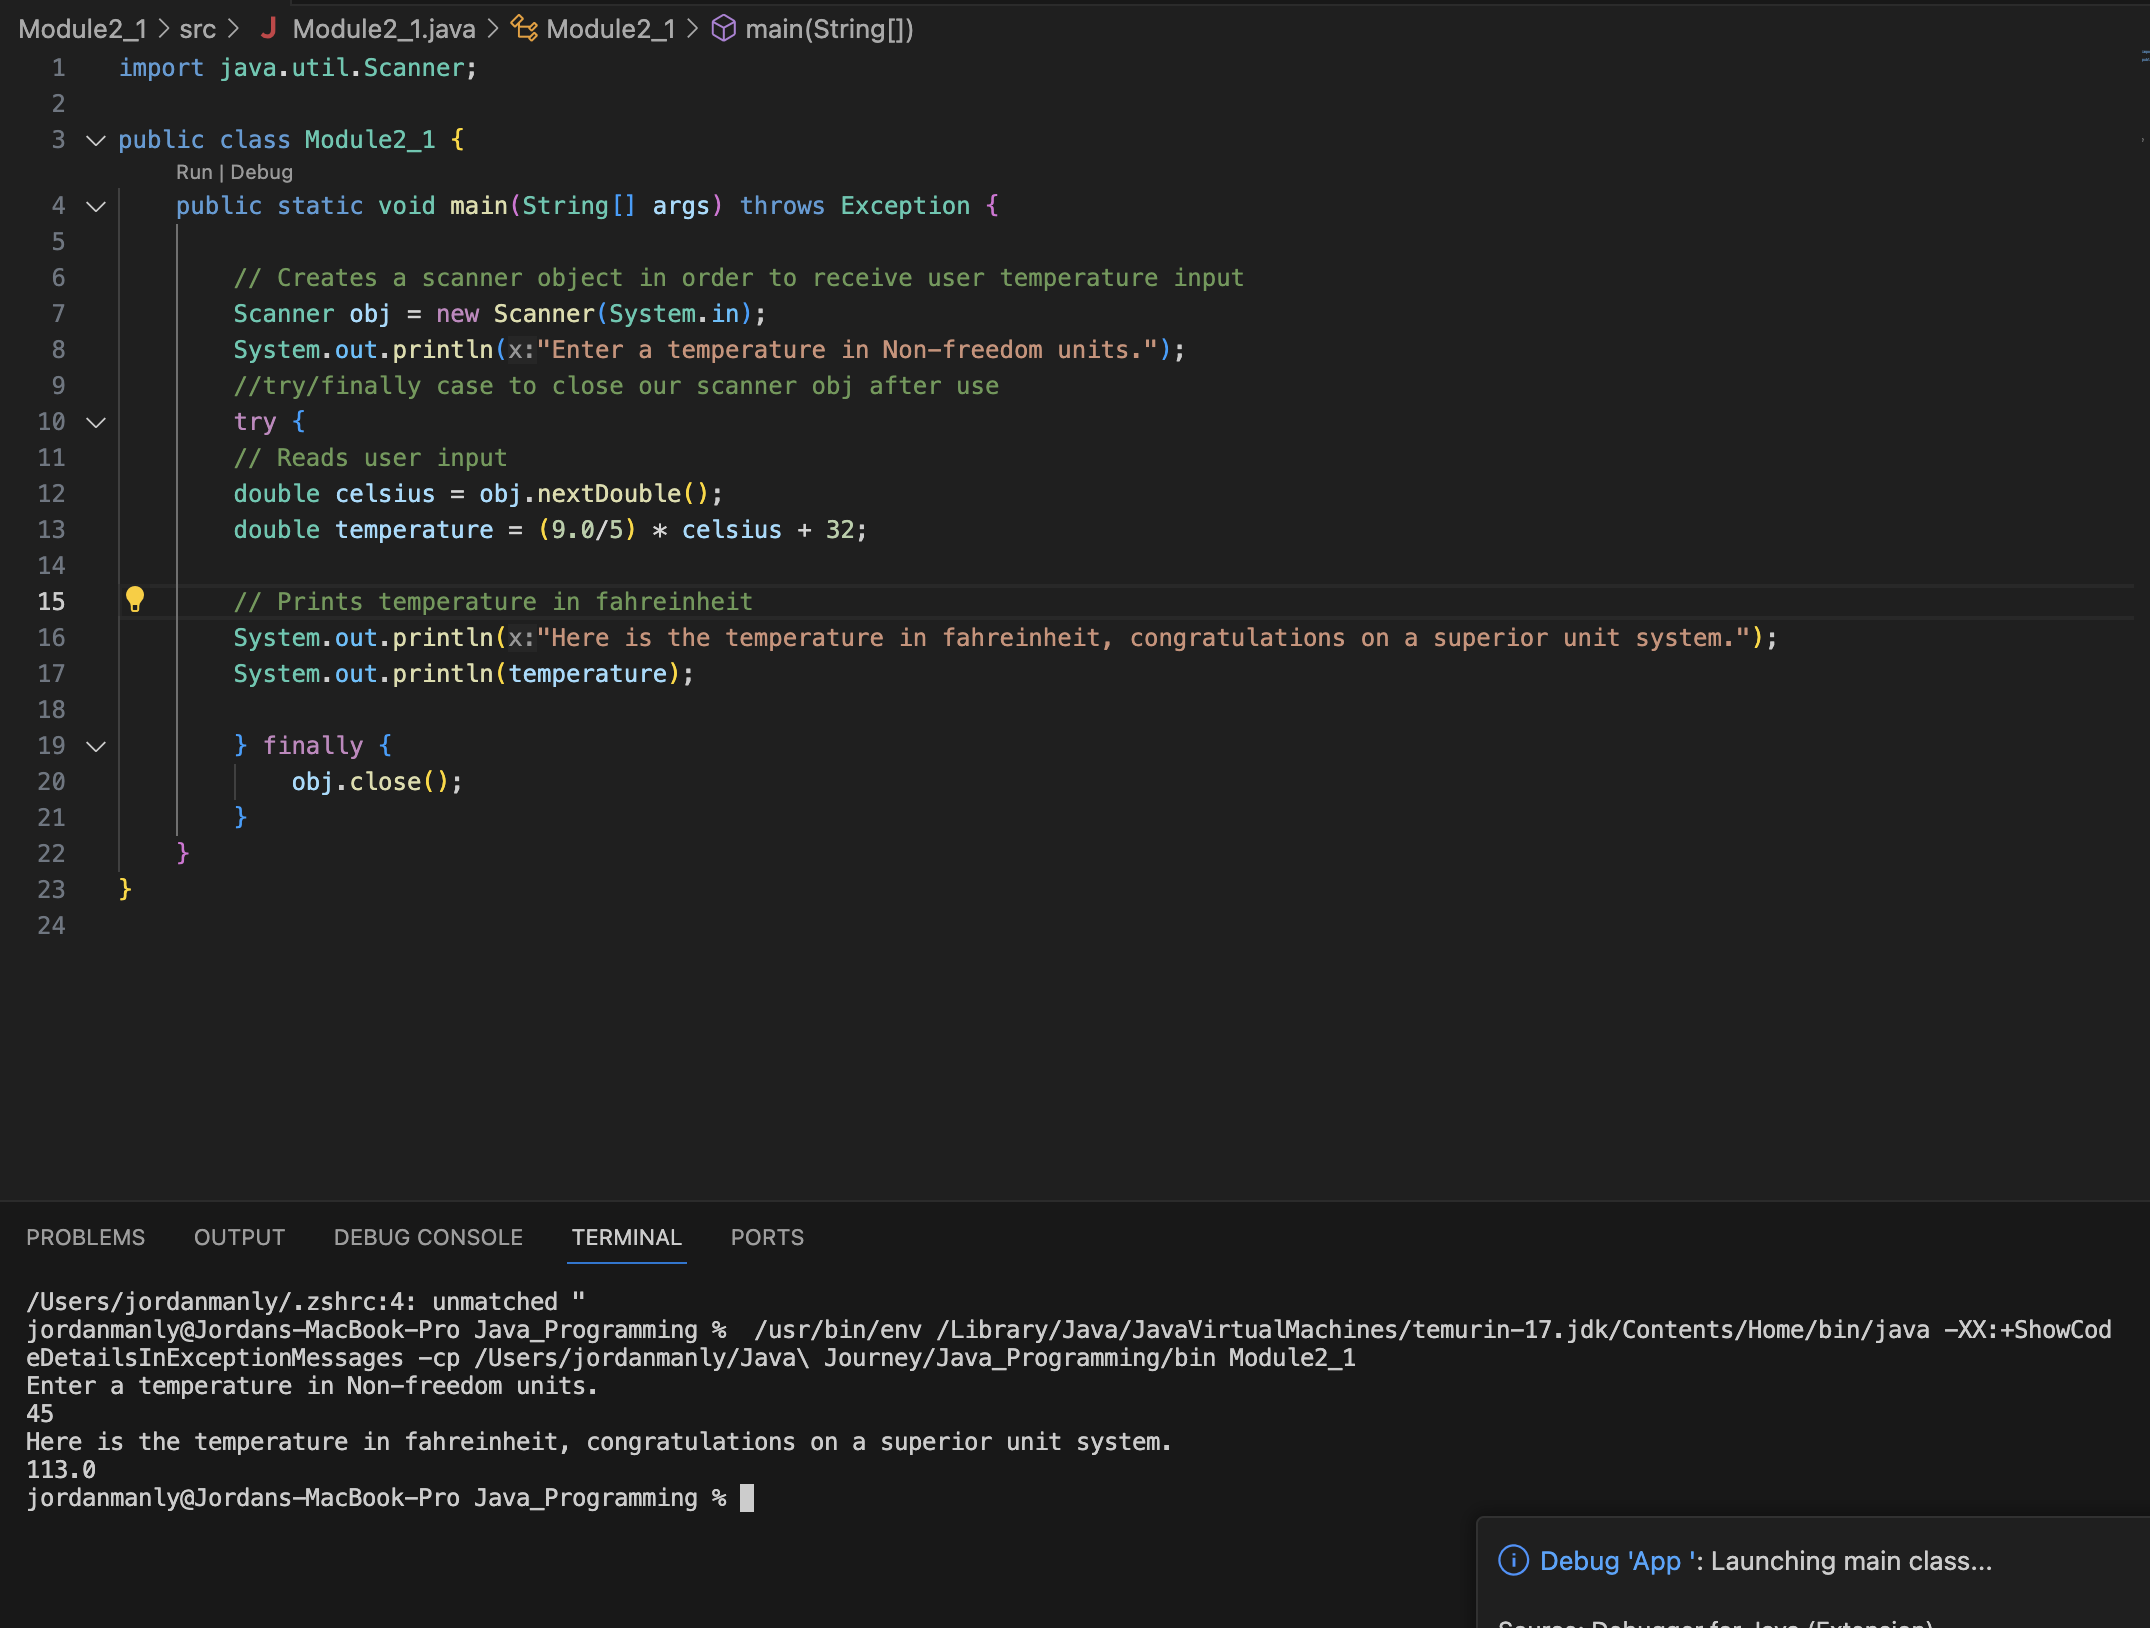 Module2_1 > src > J Module2_1.java > Module2_1 > main(String[])
1 import java.util.Scanner;
2
3 public class Module2_1 {
Run | Debug
4 public static void main(String[] args) throws Exception {
5
6 // Creates a scanner object in order to receive user temperature input
7 Scanner obj = new Scanner(System.in);
8 System.out.println(x:"Enter a temperature in Non-freedom units.");
9 //try/finally case to close our scanner obj after use
10 try {
11 // Reads user input
12 double celsius = obj.nextDouble();
13 double temperature = (9.0/5) * celsius + 32;
14
15 // Prints temperature in fahreinheit
16 System.out.println(x:"Here is the temperature in fahreinheit, congratulations on a superior unit system.");
17 System.out.println(temperature);
18
19 } finally {
20 obj.close();
21 }
22 }
23 }
24
PROBLEMS OUTPUT DEBUG CONSOLE TERMINAL PORTS
/Users/jordanmanly/.zshrc:4: unmatched "
jordanmanly@Jordans-MacBook-Pro Java_Programming % /usr/bin/env /Library/Java/JavaVirtualMachines/temurin-17.jdk/Contents/Home/bin/java -XX:+ShowCod
eDetailsInExceptionMessages -cp /Users/jordanmanly/Java\ Journey/Java_Programming/bin Module2_1
Enter a temperature in Non-freedom units.
45
Here is the temperature in fahreinheit, congratulations on a superior unit system.
113.0
jordanmanly@Jordans-MacBook-Pro Java_Programming %
Debug 'App ': Launching main class...
Source: Debugger for Java (Extension)